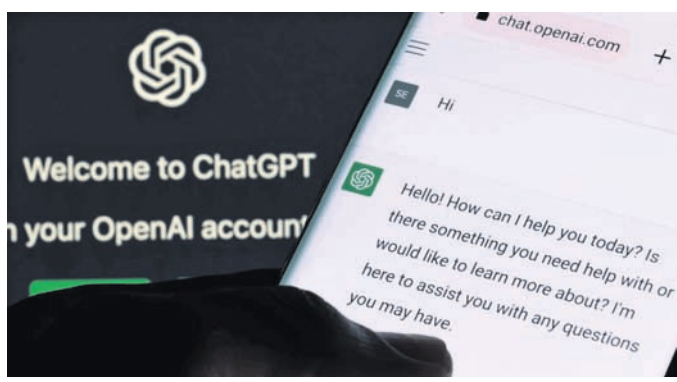 Welcome to ChatGPT
your OpenAI account
chat.openai.com
+
SE
Hi
Hello! How can I help you today? Is
there something you need help with or
would like to learn more about? I'm
here to assist you with any questions
you may have.